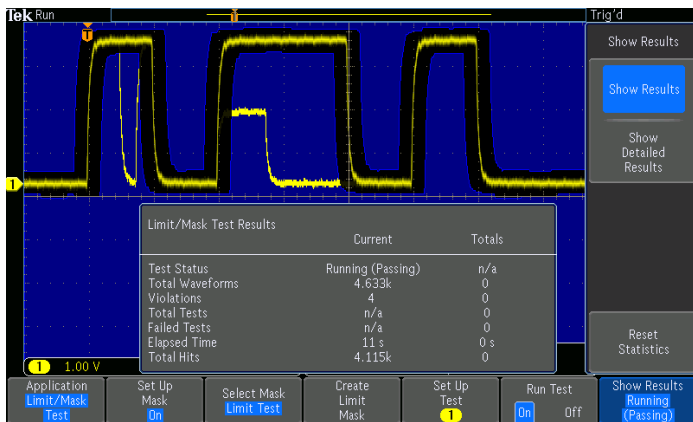 Tek Run
Trig'd
T
T
Show Results
Show Results
Show
Detailed
Results
1
Limit/Mask Test Results
Current Totals
Test Status Running (Passing) n/a
Total Waveforms 4.633k 0
Violations 4 0
Total Tests n/a 0
Failed Tests n/a 0
Elapsed Time 11 s 0 s
Total Hits 4.115k 0
Reset
Statistics
1 1.00 V
Application
Limit/Mask
Test
Set Up
Mask
On
Select Mask
Limit Test
Create
Limit
Mask
Set Up
Test
1
Run Test
On Off
Show Results
Running
(Passing)